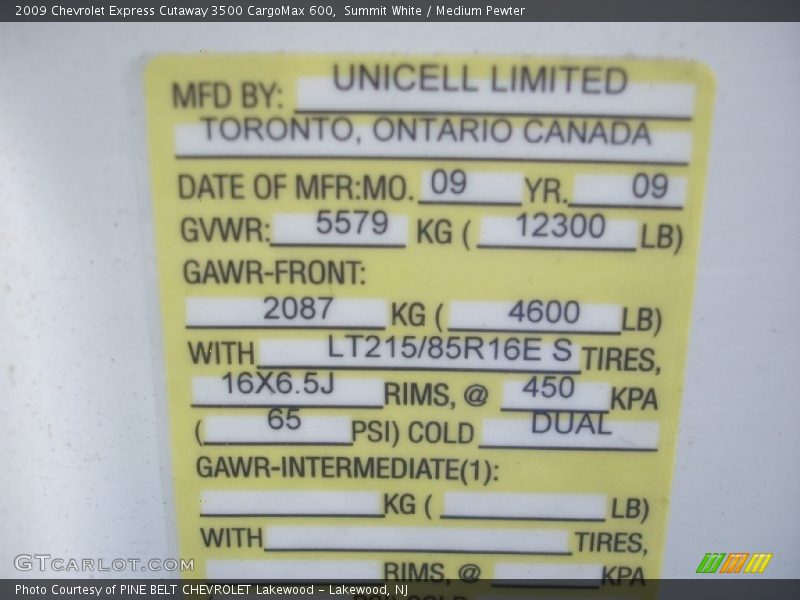 2009 Chevrolet Express Cutaway 3500 CargoMax 600, Summit White / Medium Pewter
MFD BY: UNICELL LIMITED
TORONTO, ONTARIO CANADA
DATE OF MFR:MO. 09 YR. 09
GVWR: 5579 KG ( 12300 LB)
GAWR-FRONT:
2087 KG ( 4600 LB)
WITH LT215/85R16E S TIRES,
16X6.5J RIMS, @ 450 KPA
( 65 PSI) COLD DUAL
GAWR-INTERMEDIATE(1):
KG ( LB)
WITH TIRES,
RIMS, @ KPA
GTcarlot.com
Photo Courtesy of PINE BELT CHEVROLET Lakewood - Lakewood, NJ